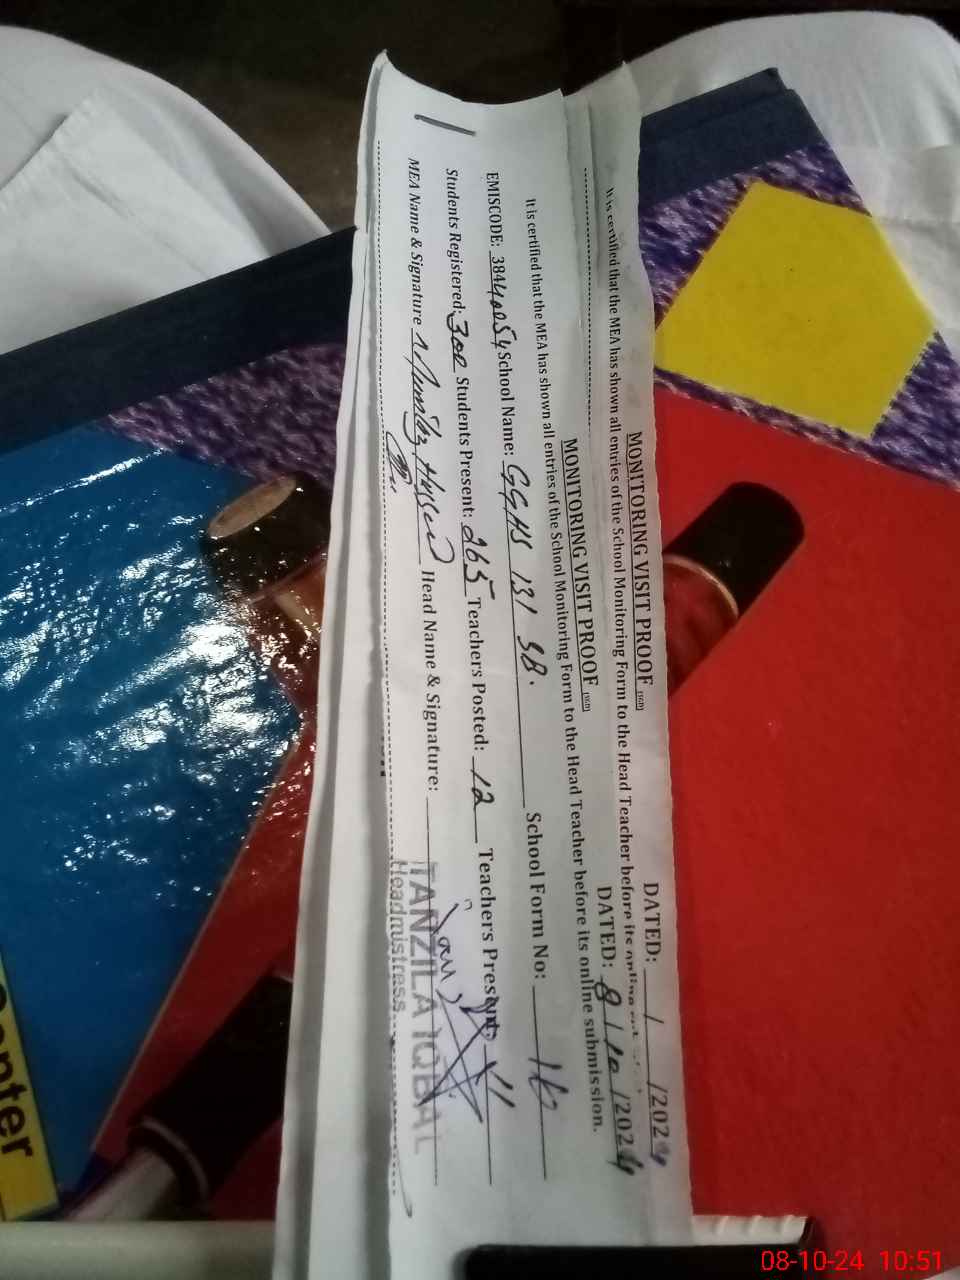 MONITORING VISIT PROOF
DATED: / /2024
It is certified that the MEA has shown all entries of the School Monitoring Form to the Head Teacher before its online
MONITORING VISIT PROOF
DATED: 8/10/2024
It is certified that the MEA has shown all entries of the School Monitoring Form to the Head Teacher before its online submission.
EMISCODE: 38440054 School Name: GGHS 131 SB. School Form No: 16
Students Registered: 300 Students Present: 265 Teachers Posted: 12 Teachers Present: 11
MEA Name & Signature Head Name & Signature:
TANZILA IQBAL
Headmistress
08-10-24 10:51